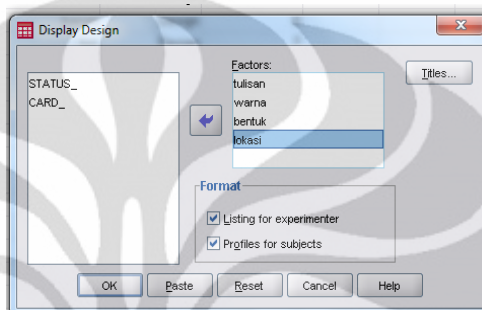 Display Design
STATUS_
CARD_
Factors:
tulisan
warna
bentuk
lokasi
Titles...
Format
Listing for experimenter
Profiles for subjects
OK
Paste
Reset
Cancel
Help